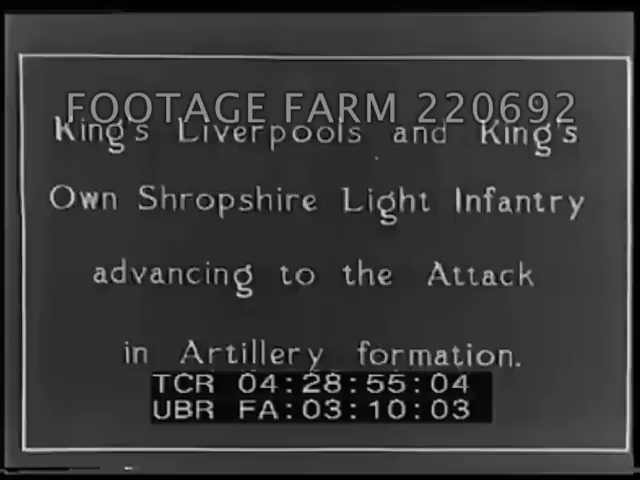 FOOTAGE FARM 220692
King's Liverpools and King's
Own Shropshire Light Infantry
advancing to the Attack
in Artillery formation.
TCR 04:28:55:04
UBR FA:03:10:03